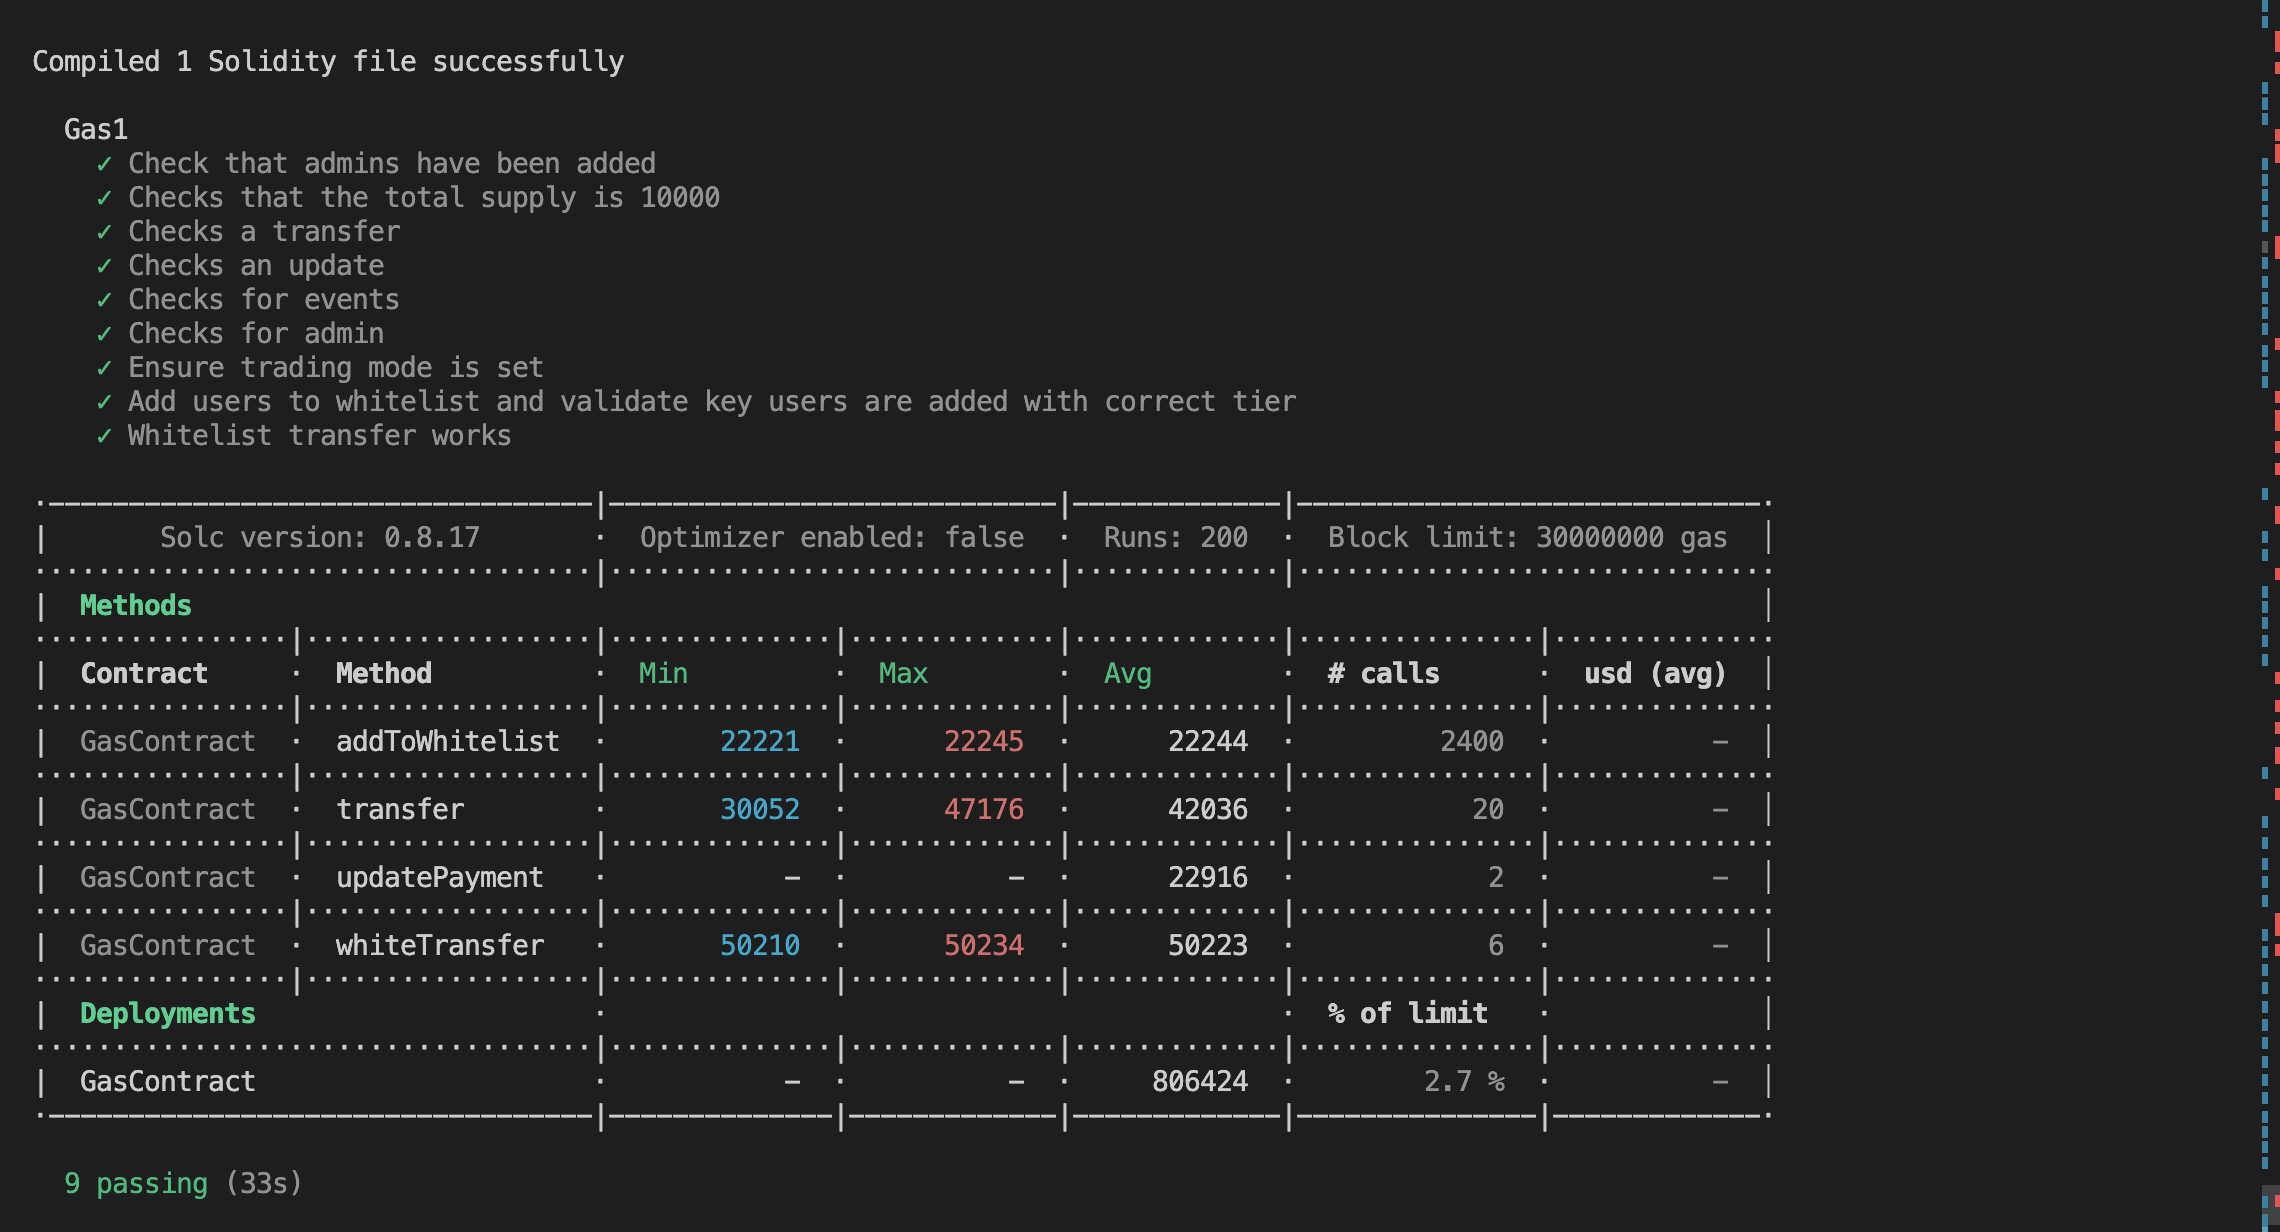 Compiled 1 Solidity file successfully
Gas1
✓ Check that admins have been added
✓ Checks that the total supply is 10000
✓ Checks a transfer
✓ Checks an update
✓ Checks for events
✓ Checks for admin
✓ Ensure trading mode is set
✓ Add users to whitelist and validate key users are added with correct tier
✓ Whitelist transfer works
| Solc version: 0.8.17 · Optimizer enabled: false · Runs: 200 · Block limit: 30000000 gas |
| Methods |
| Contract · Method · Min · Max · Avg · # calls · usd (avg) |
| GasContract · addToWhitelist · 22221 · 22245 · 22244 · 2400 · - |
| GasContract · transfer · 30052 · 47176 · 42036 · 20 · - |
| GasContract · updatePayment · - · - · 22916 · 2 · - |
| GasContract · whiteTransfer · 50210 · 50234 · 50223 · 6 · - |
| Deployments · · % of limit · |
| GasContract · - · - · 806424 · 2.7 % · - |
9 passing (33s)